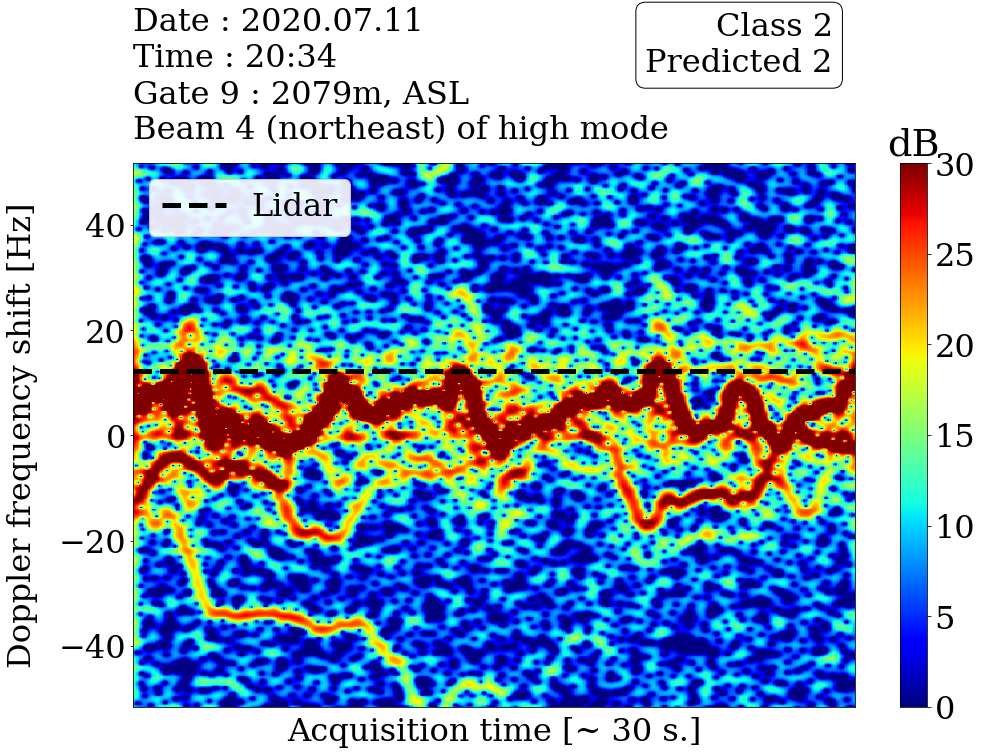 Date : 2020.07.11
Time : 20:34
Gate 9 : 2079m, ASL
Beam 4 (northeast) of high mode
Class 2
Predicted 2
dB
Lidar
Doppler frequency shift [Hz]
40
20
0
−20
−40
Acquisition time [~ 30 s.]
30
25
20
15
10
5
0